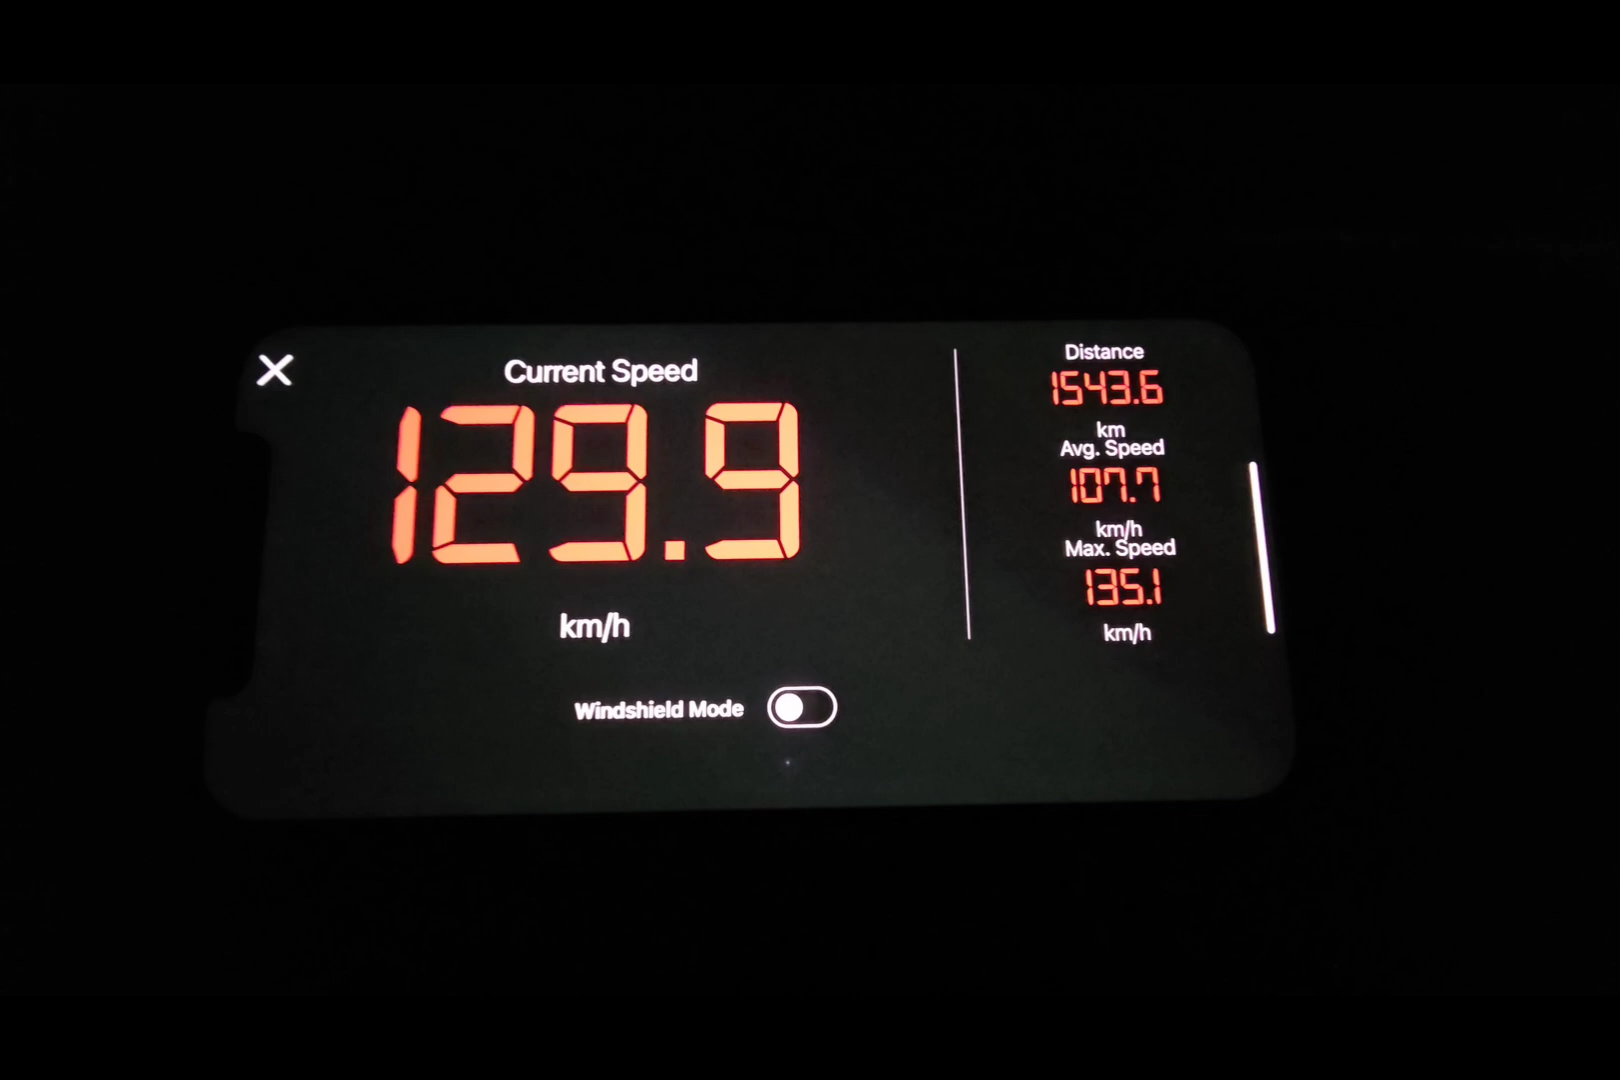 Current Speed
129.9
km/h
Windshield Mode
Distance
1543.6
km
Avg. Speed
107.7
km/h
Max. Speed
135.1
km/h